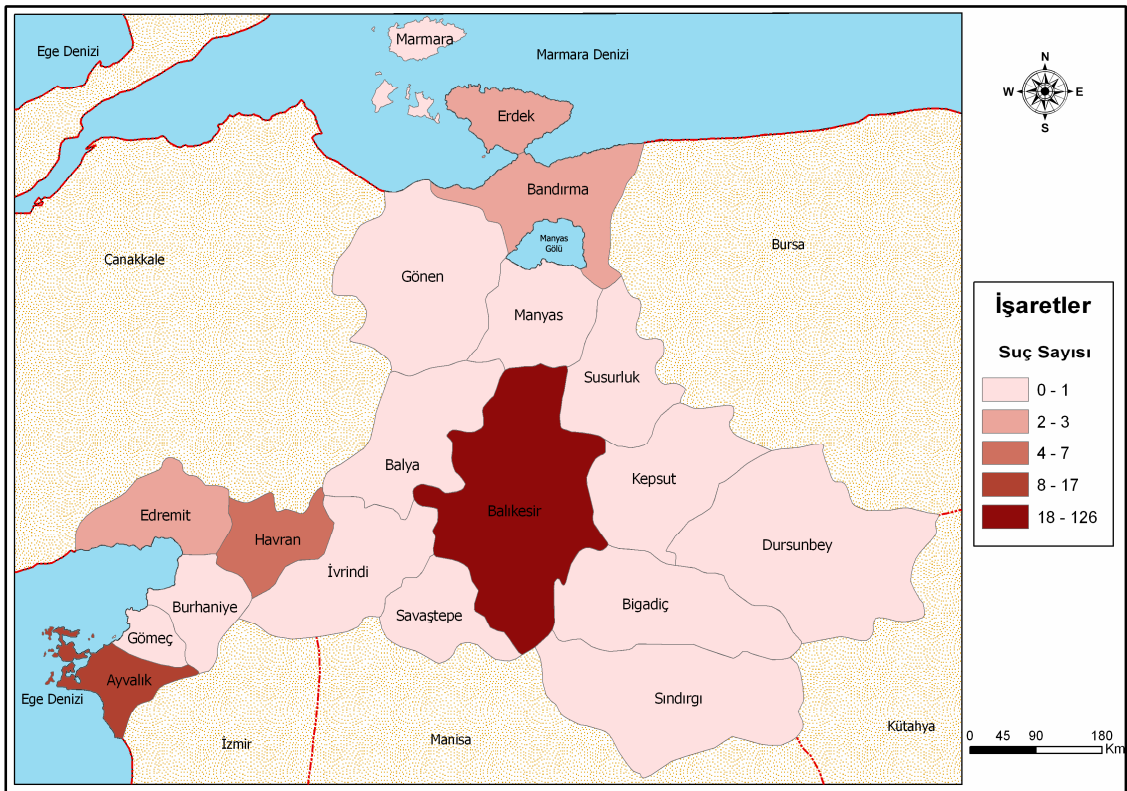 Marmara
Ege Denizi
Marmara Denizi
N
W E
S
Erdek
Bandırma
Manyas
Gölü
Bursa
Çanakkale
Gönen
Manyas
İşaretler
Suç Sayısı
0 - 1
2 - 3
4 - 7
8 - 17
18 - 126
Susurluk
Balya
Kepsut
Balıkesir
Edremit
Havran
Dursunbey
İvrindi
Burhaniye
Bigadiç
Savaştepe
Gömeç
Ayvalık
Ege Denizi
Sındırgı
Kütahya
İzmir
Manisa
0 45 90 180
Km